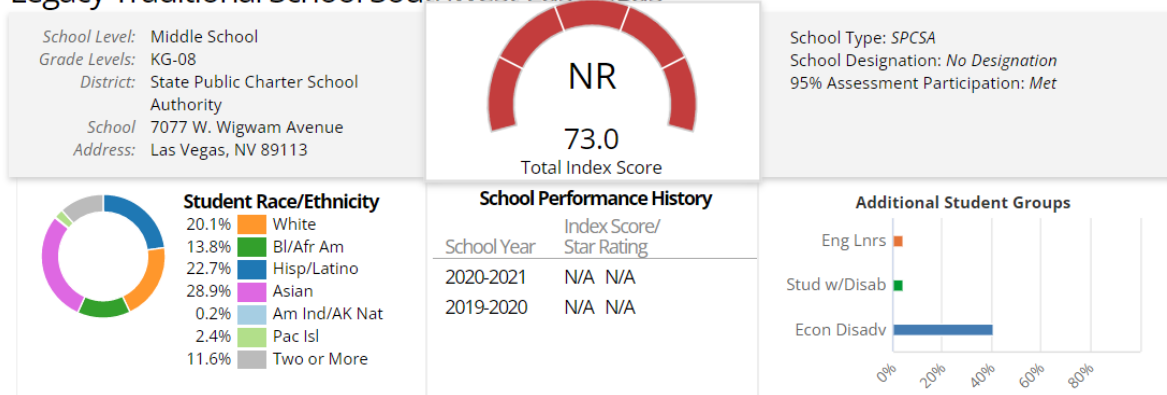 Legacy Traditional School
School Level: Middle School
Grade Levels: KG-08
District: State Public Charter School
Authority
School 7077 W. Wigwam Avenue
Address: Las Vegas, NV 89113
NR
73.0
Total Index Score
School Type: SPCSA
School Designation: No Designation
95% Assessment Participation: Met
Student Race/Ethnicity
20.1% White
13.8% Bl/Afr Am
22.7% Hisp/Latino
28.9% Asian
0.2% Am Ind/AK Nat
2.4% Pac Isl
11.6% Two or More
School Performance History
Index Score/
School Year Star Rating
2020-2021 N/A N/A
2019-2020 N/A N/A
Additional Student Groups
Eng Lnrs
Stud w/Disab
Econ Disadv
0% 20% 40% 60% 80%